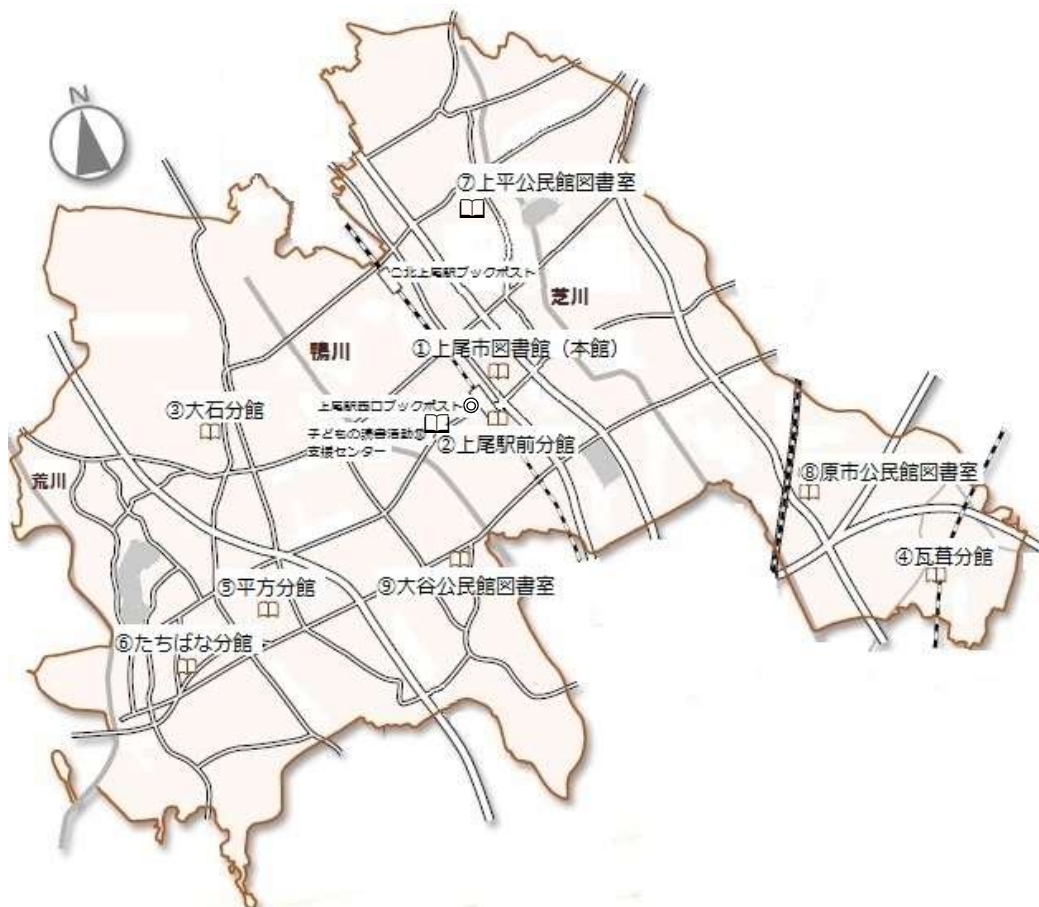 N
⑦上平公民館図書室
北上尾駅ブックポスト
芝川
鴨川
①上尾市図書館（本館）
上尾駅西口ブックポスト◎
③大石分館
子どもの読書活動
支援センター
②上尾駅前分館
荒川
⑧原市公民館図書室
④瓦葺分館
⑤平方分館
⑨大谷公民館図書室
⑥たちばな分館